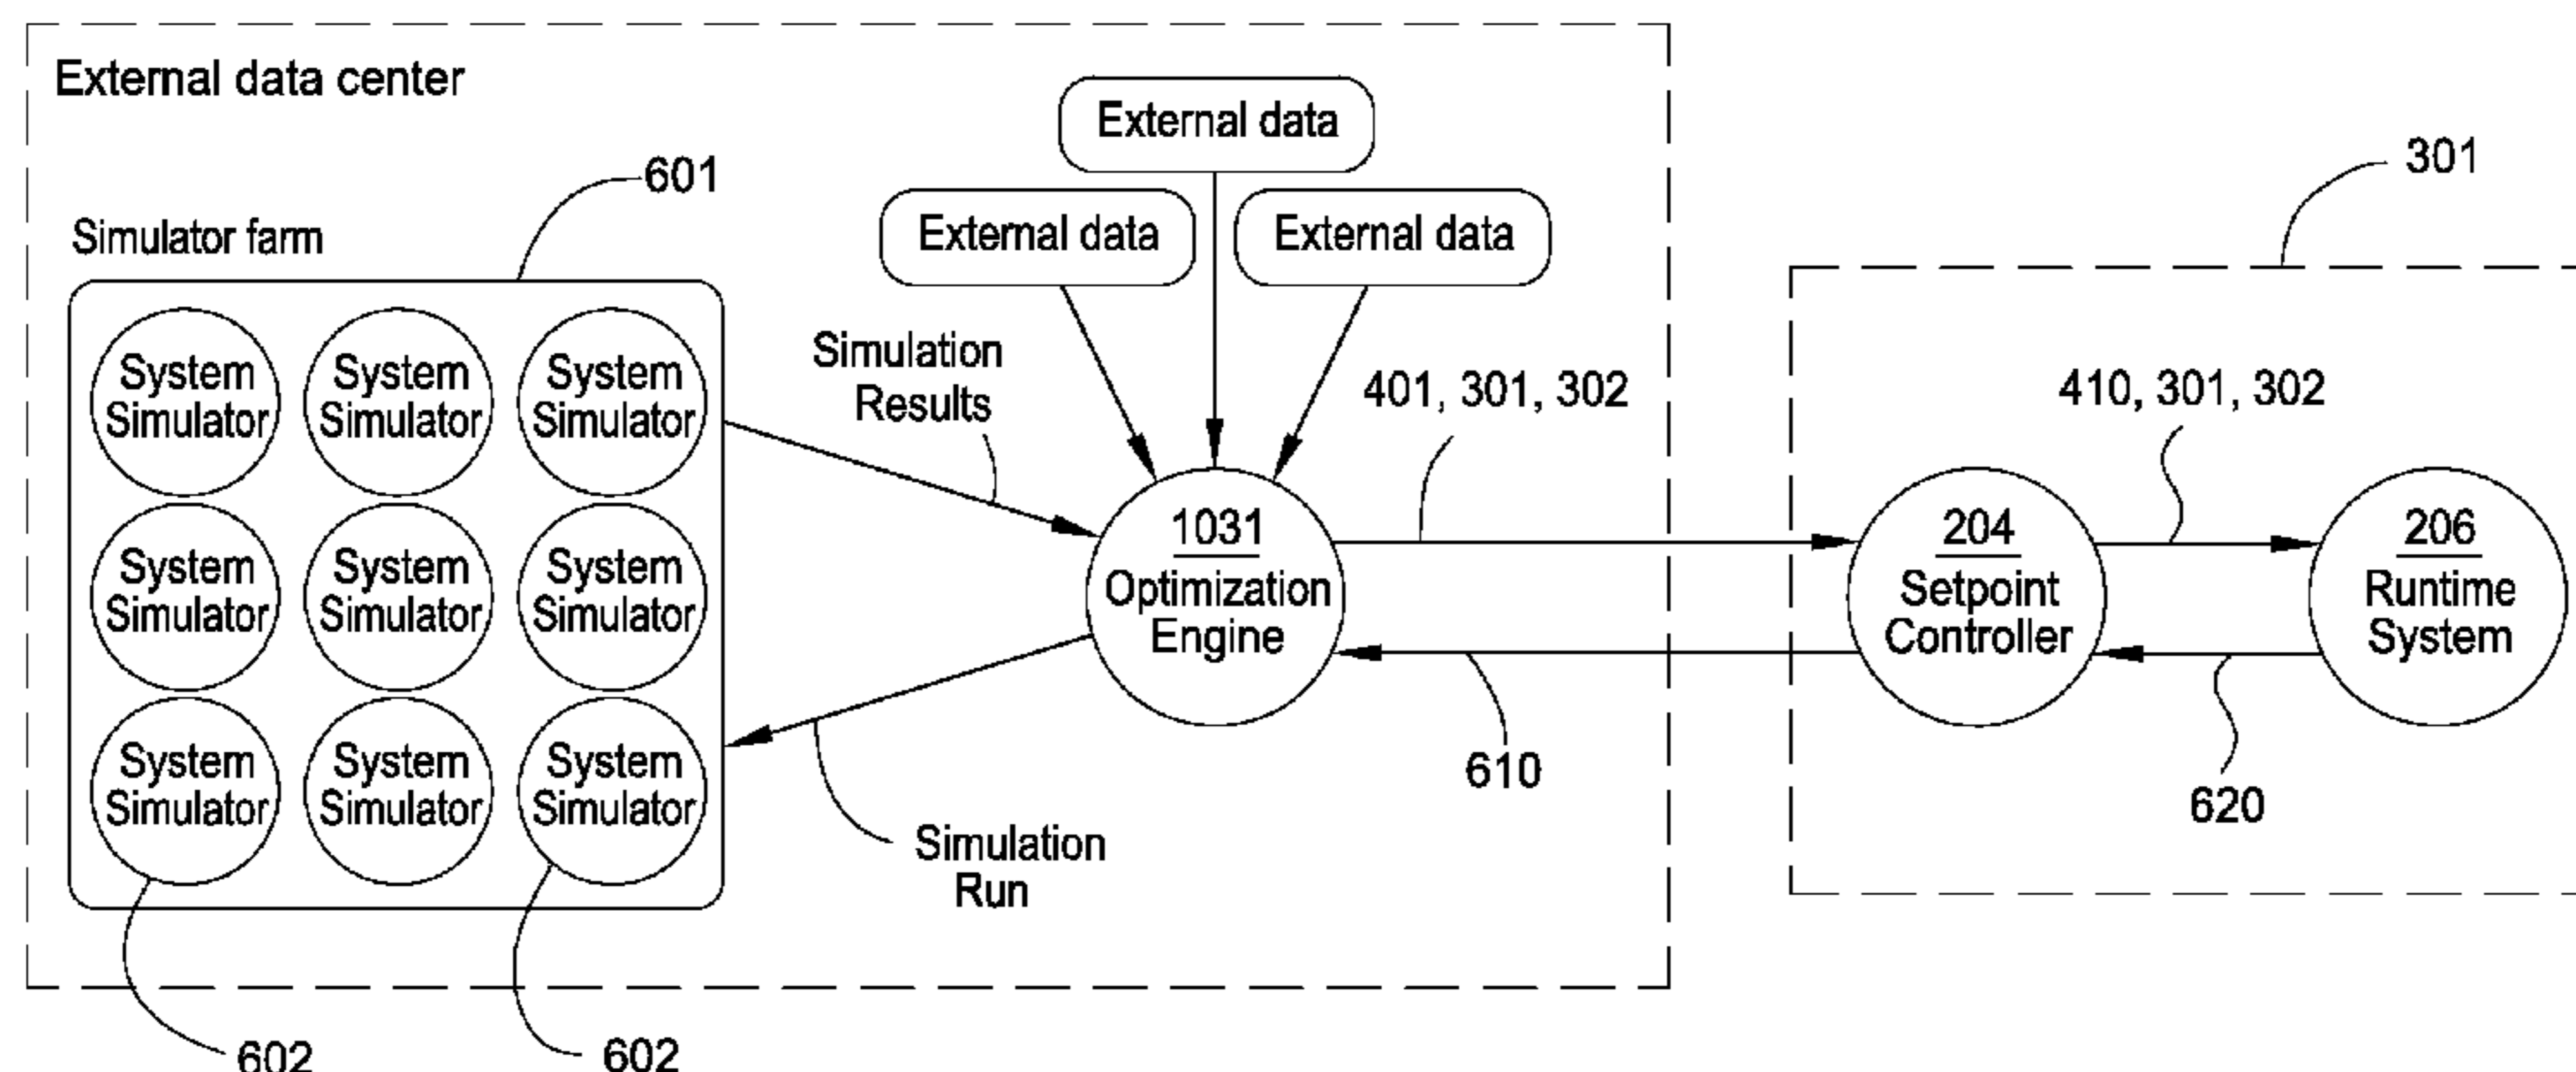 External data center
External data
601
301
External data
External data
Simulator farm
Simulation
Results
401, 301, 302
410, 301, 302
System
Simulator
System
Simulator
System
Simulator
1031
Optimization
Engine
204
Setpoint
Controller
206
Runtime
System
System
Simulator
System
Simulator
System
Simulator
610
620
System
Simulator
System
Simulator
System
Simulator
Simulation
Run
602
602